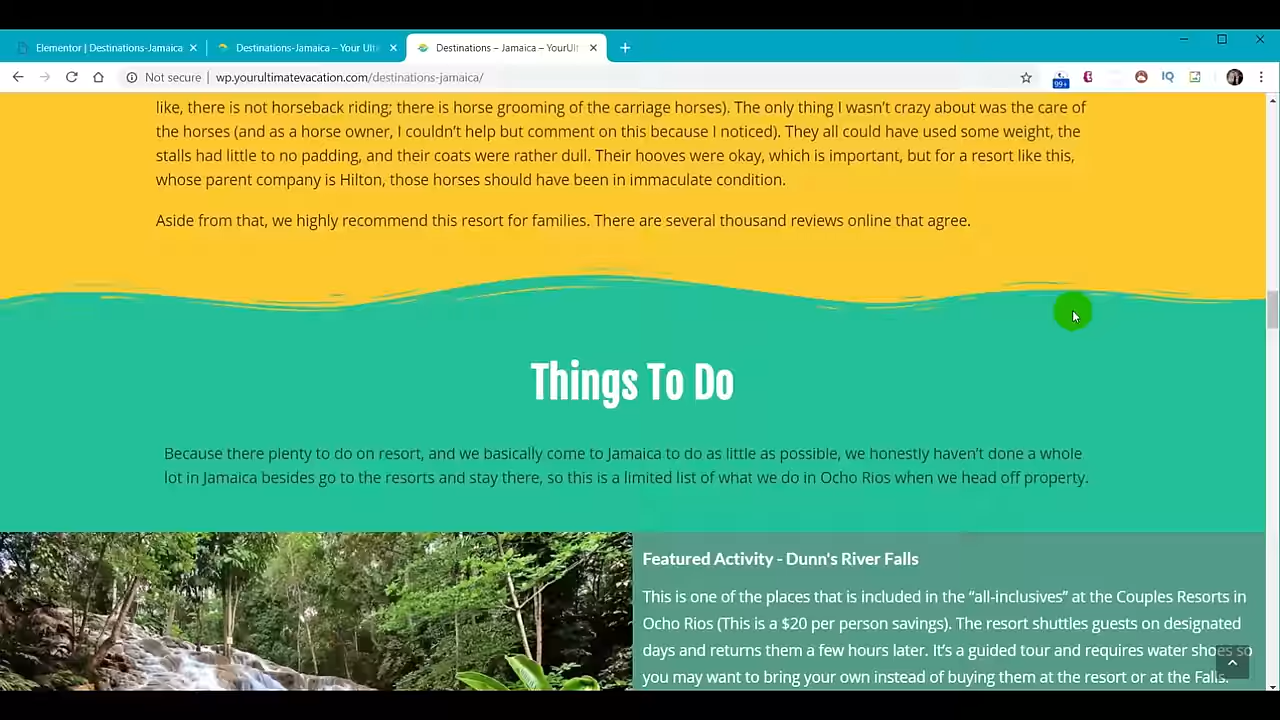 Elementor | Destinations-Jamaica
Destinations-Jamaica – Your Ulti
Destinations – Jamaica – YourUlt
Not secure
wp.yourultimatevacation.com/destinations-jamaica/
99+
IQ
like, there is not horseback riding; there is horse grooming of the carriage horses). The only thing I wasn't crazy about was the care of
the horses (and as a horse owner, I couldn't help but comment on this because I noticed). They all could have used some weight, the
stalls had little to no padding, and their coats were rather dull. Their hooves were okay, which is important, but for a resort like this,
whose parent company is Hilton, those horses should have been in immaculate condition.
Aside from that, we highly recommend this resort for families. There are several thousand reviews online that agree.
Things To Do
Because there plenty to do on resort, and we basically come to Jamaica to do as little as possible, we honestly haven't done a whole
lot in Jamaica besides go to the resorts and stay there, so this is a limited list of what we do in Ocho Rios when we head off property.
Featured Activity - Dunn's River Falls
This is one of the places that is included in the "all-inclusives" at the Couples Resorts in
Ocho Rios (This is a $20 per person savings). The resort shuttles guests on designated
days and returns them a few hours later. It's a guided tour and requires water shoes so
you may want to bring your own instead of buying them at the resort or at the Falls.